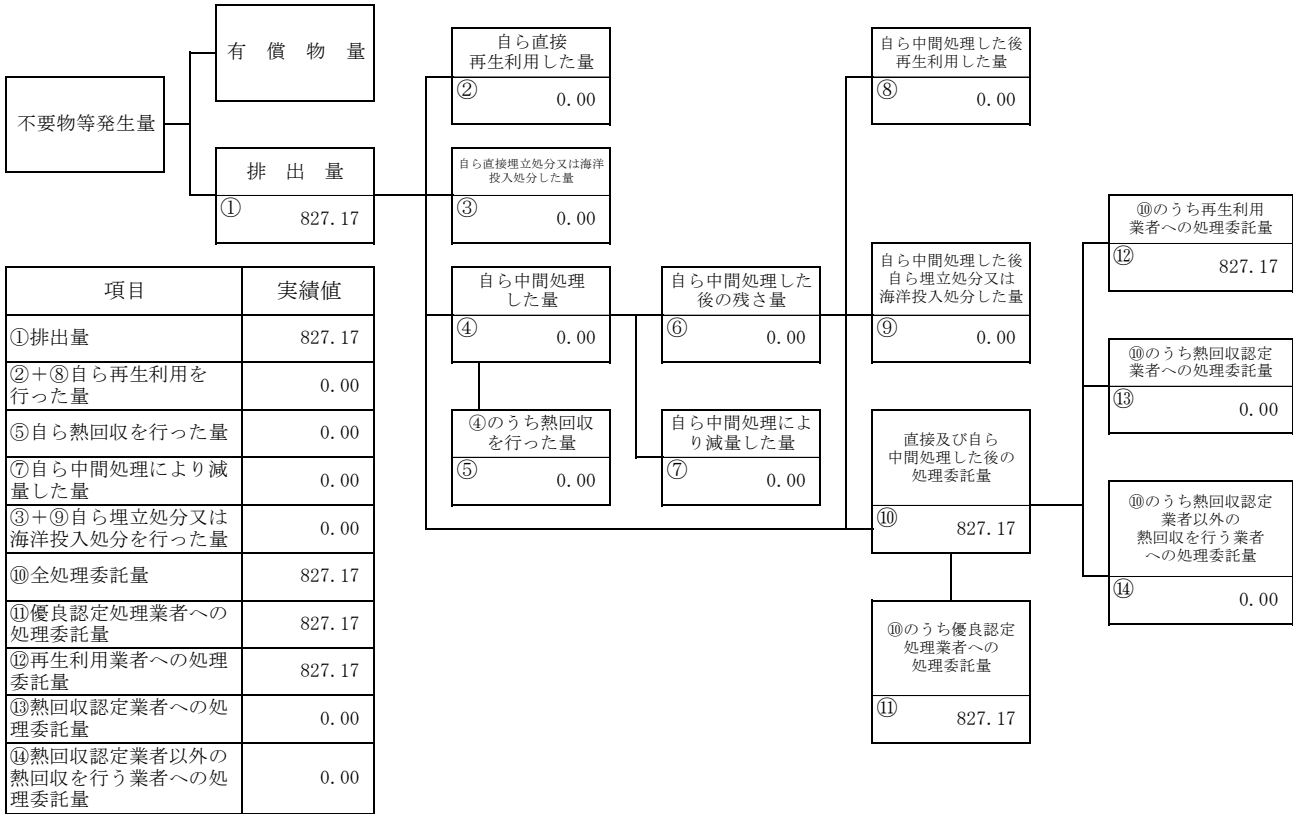 有　償　物　量
不要物等発生量
排　出　量
①
827.17
自ら直接
再生利用した量
②
0.00
自ら直接埋立処分又は海洋
投入処分した量
③
0.00
自ら中間処理
した量
④
0.00
④のうち熱回収
を行った量
⑤
0.00
自ら中間処理した
後の残さ量
⑥
0.00
自ら中間処理によ
り減量した量
⑦
0.00
自ら中間処理した後
再生利用した量
⑧
0.00
自ら中間処理した後
自ら埋立処分又は
海洋投入処分した量
⑨
0.00
直接及び自ら
中間処理した後の
処理委託量
⑩
827.17
⑩のうち優良認定
処理業者への
処理委託量
⑪
827.17
⑩のうち再生利用
業者への処理委託量
⑫
827.17
⑩のうち熱回収認定
業者への処理委託量
⑬
0.00
⑩のうち熱回収認定
業者以外の
熱回収を行う業者
への処理委託量
⑭
0.00
項目　実績値
①排出量　827.17
②＋⑧自ら再生利用を
行った量　0.00
⑤自ら熱回収を行った量　0.00
⑦自ら中間処理により減
量した量　0.00
③＋⑨自ら埋立処分又は
海洋投入処分を行った量　0.00
⑩全処理委託量　827.17
⑪優良認定処理業者への
処理委託量　827.17
⑫再生利用業者への処理
委託量　827.17
⑬熱回収認定業者への処
理委託量　0.00
⑭熱回収認定業者以外の
熱回収を行う業者への処
理委託量　0.00